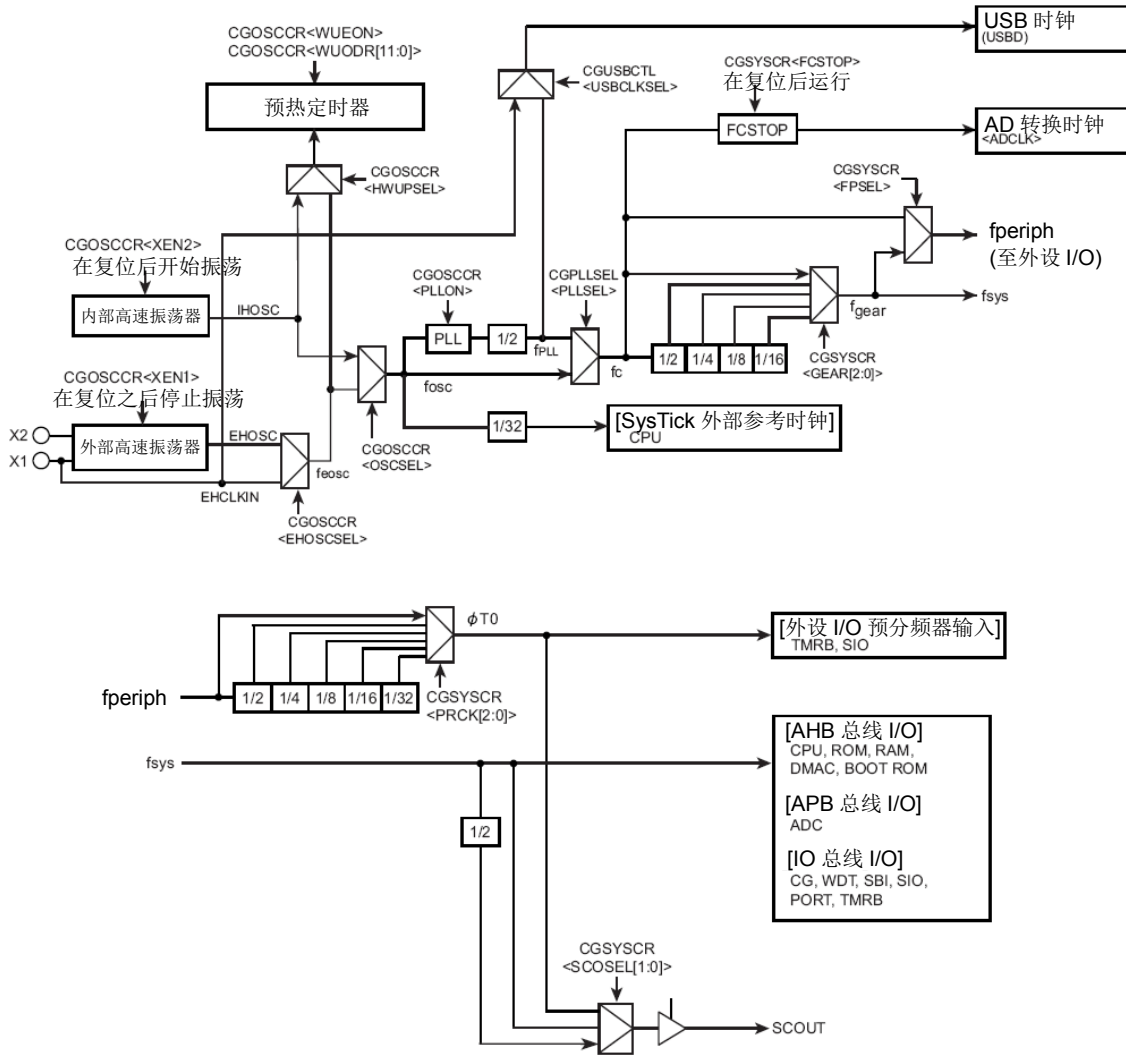 CGOSCCR<WUEON>
CGOSCCR<WUODR[11:0]>
预热定时器
CGOSCCR
<HWUPSEL>
CGUSBCTL
<USBCLKSEL>
USB 时钟
(USBD)
CGSYSCR<FCSTOP>
在复位后运行
FCSTOP
AD 转换时钟
<ADCLK>
CGSYSCR
<FPSEL>
fperiph
(至外设 I/O)
CGOSCCR<XEN2>
在复位后开始振荡
内部高速振荡器
IHOSC
CGOSCCR
<PLLON>
PLL
1/2
fPLL
CGPLLSEL
<PLLSEL>
fc
1/2
1/4
1/8
1/16
fgear
fsys
CGSYSCR
<GEAR[2:0]>
fosc
CGOSCCR<XEN1>
在复位之后停止振荡
X2
X1
外部高速振荡器
EHOSC
EHCLKIN
feosc
CGOSCCR
<EHOSCSEL>
CGOSCCR
<OSCSEL>
1/32
[SysTick 外部参考时钟]
CPU
fperiph
1/2
1/4
1/8
1/16
1/32
ϕT0
CGSYSCR
<PRCK[2:0]>
[外设 I/O 预分频器输入]
TMRB, SIO
fsys
1/2
[AHB 总线 I/O]
CPU, ROM, RAM,
DMAC, BOOT ROM
[APB 总线 I/O]
ADC
[IO 总线 I/O]
CG, WDT, SBI, SIO,
PORT, TMRB
CGSYSCR
<SCOSEL[1:0]>
SCOUT